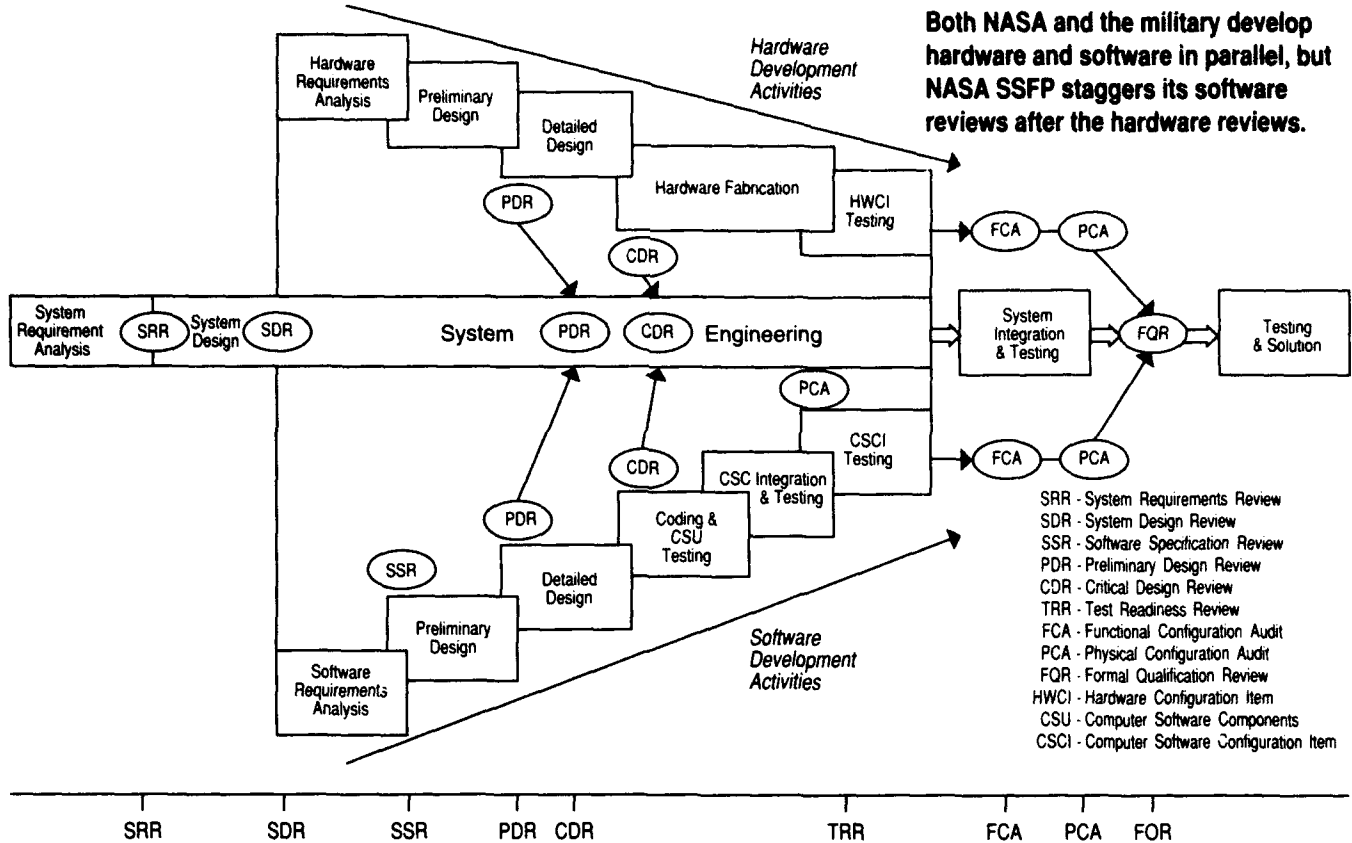 Both NASA and the military develop
hardware and software in parallel, but
NASA SSFP staggers its software
reviews after the hardware reviews.
Hardware
Development
Activities
Hardware
Requirements
Analysis
Preliminary
Design
Detailed
Design
Hardware Fabrication
HWCI
Testing
PDR
CDR
FCA
PCA
System
Requirement
Analysis
SRR
System
Design
SDR
System
PDR
CDR
Engineering
System
Integration
& Testing
FQR
Testing
& Solution
PCA
CSCI
Testing
FCA
PCA
CDR
CSC Integration
& Testing
PDR
Coding &
CSU
Testing
SSR
Detailed
Design
Preliminary
Design
Software
Requirements
Analysis
Software
Development
Activities
SRR - System Requirements Review
SDR - System Design Review
SSR - Software Specification Review
PDR - Preliminary Design Review
CDR - Critical Design Review
TRR - Test Readiness Review
FCA - Functional Configuration Audit
PCA - Physical Configuration Audit
FQR - Formal Qualification Review
HWCI - Hardware Configuration Item
CSU - Computer Software Components
CSCI - Computer Software Configuration Item
SRR SDR SSR PDR CDR TRR FCA PCA FOR